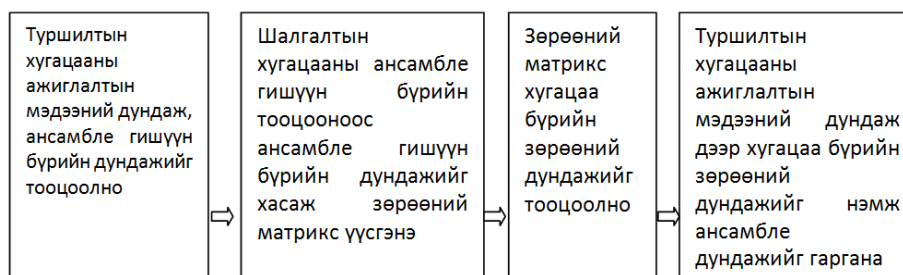 Туршилтын
хугацааны
ажиглалтын
мэдээний дундаж,
ансамбле гишүүн
бүрийн дундажийг
тооцоолно
Шалгалтын
хугацааны ансамбле
гишүүн бүрийн
тооцооноос
ансамбле гишүүн
бүрийн дундажийг
хасаж зөрөөний
матрикс үүсгэнэ
Зөрөөний
матрикс
хугацаа
бүрийн
зөрөөний
дундажийг
тооцоолно
Туршилтын
хугацааны
ажиглалтын
мэдээний дундаж
дээр хугацаа бүрийн
зөрөөний
дундажийг нэмж
ансамбле
дундажийг гаргана